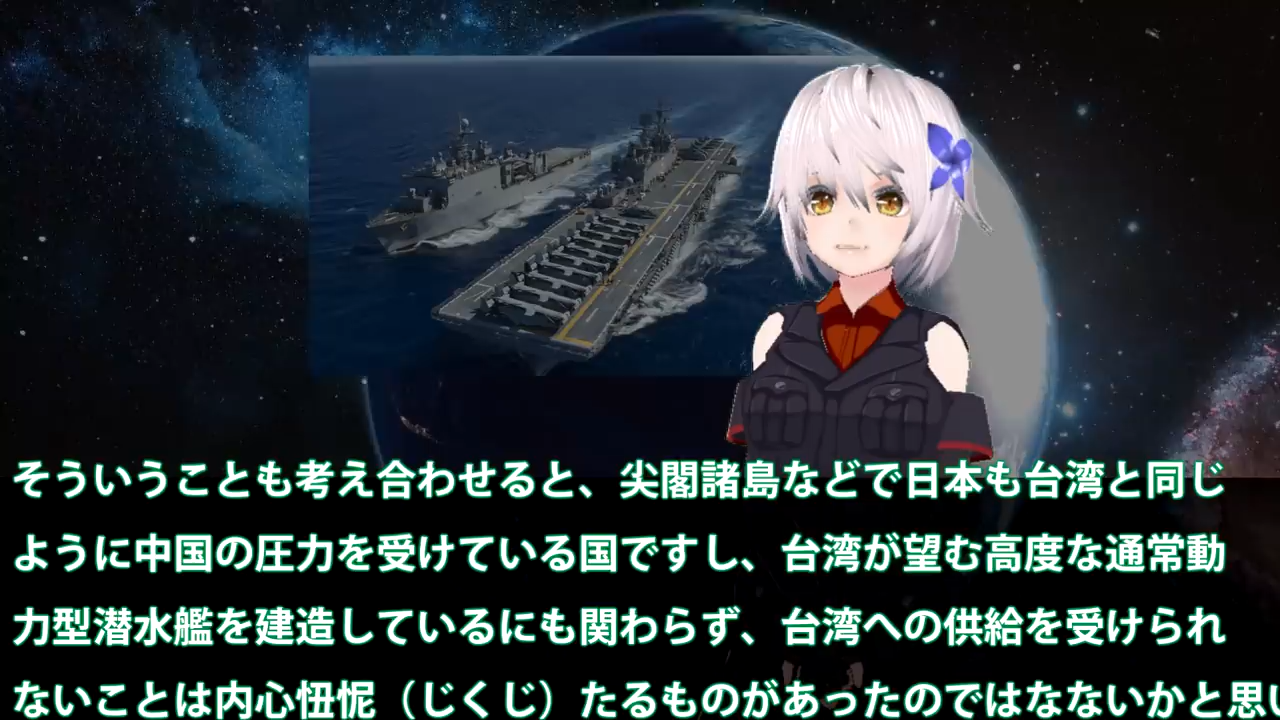 そういうことも考え合わせると、尖閣諸島などで日本も台湾と同じ
ように中国の圧力を受けている国ですし、台湾が望む高度な通常動
力型潜水艦を建造しているにも関わらず、台湾への供給を受けられ
ないことは内心忸怩（じくじ）たるものがあったのではなないかと思い